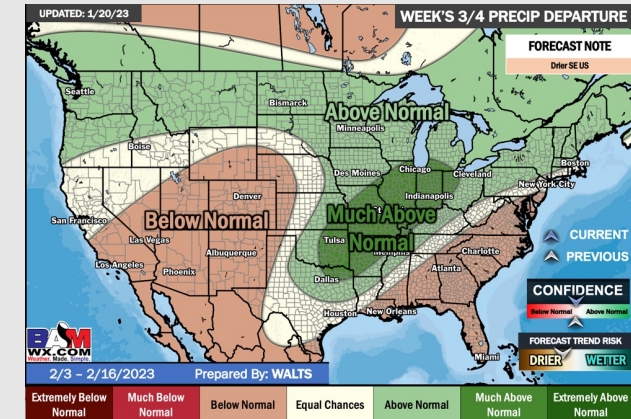 UPDATED: 1/20/23
WEEK'S 3/4 PRECIP DEPARTURE
FORECAST NOTE
Drier SE US
Seattle
Bismarck
Above Normal
Minneapolis
Boise
Boston
Des Moines
Chicago
Cleveland
New York City
Denver
Indianapolis
San Francisco
Below Normal
Much Above
Las Vegas
Tulsa
Normal
CURRENT
Albuquerque
Memphis
Charlotte
PREVIOUS
Los Angeles
Phoenix
Atlanta
Dallas
CONFIDENCE
Below Normal
Above Normal
Houston
New Orleans
BAM
WX.COM
Weather. Made. Simple.
FORECAST TREND RISK
DRIER
WETTER
Miami
2/3 – 2/16/2023
Prepared By: WALTS
Extremely Below
Normal
Much Below
Normal
Below Normal
Equal Chances
Above Normal
Much Above
Normal
Extremely Above
Normal